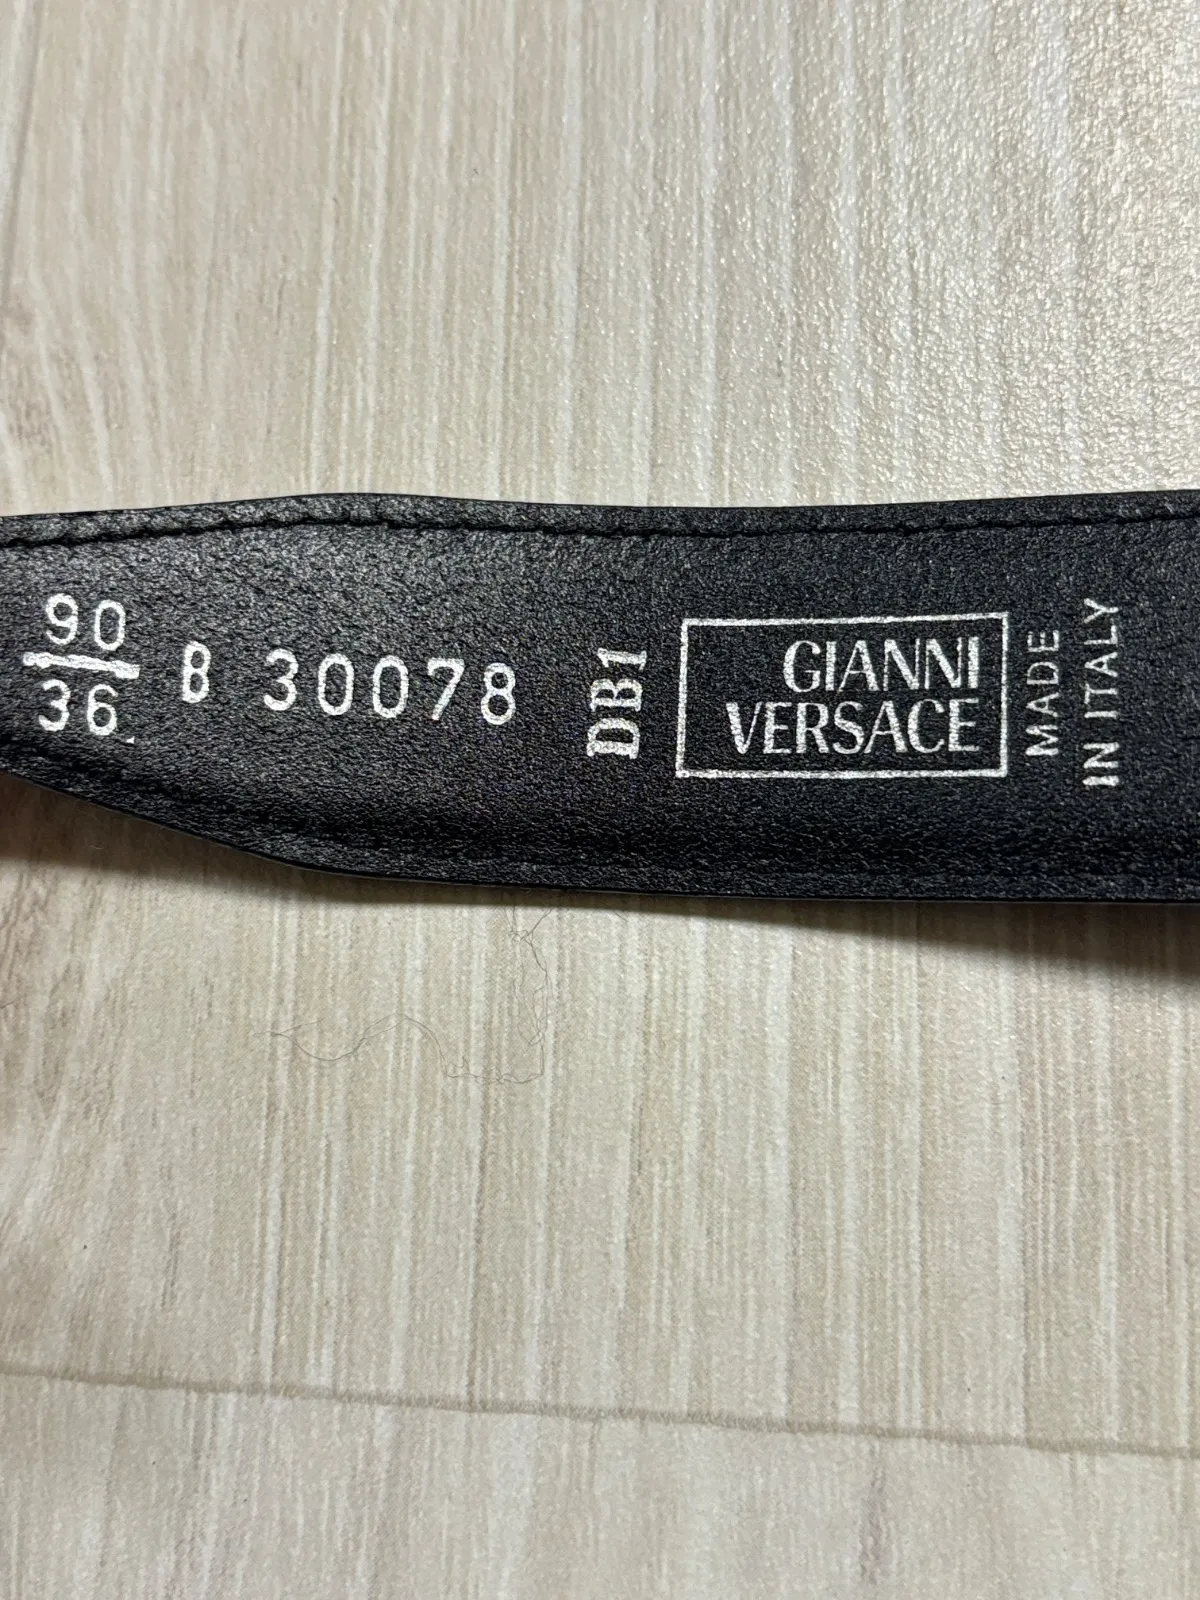 90
36
B 30078
DB1
GIANNI
VERSACE
MADE
IN ITALY